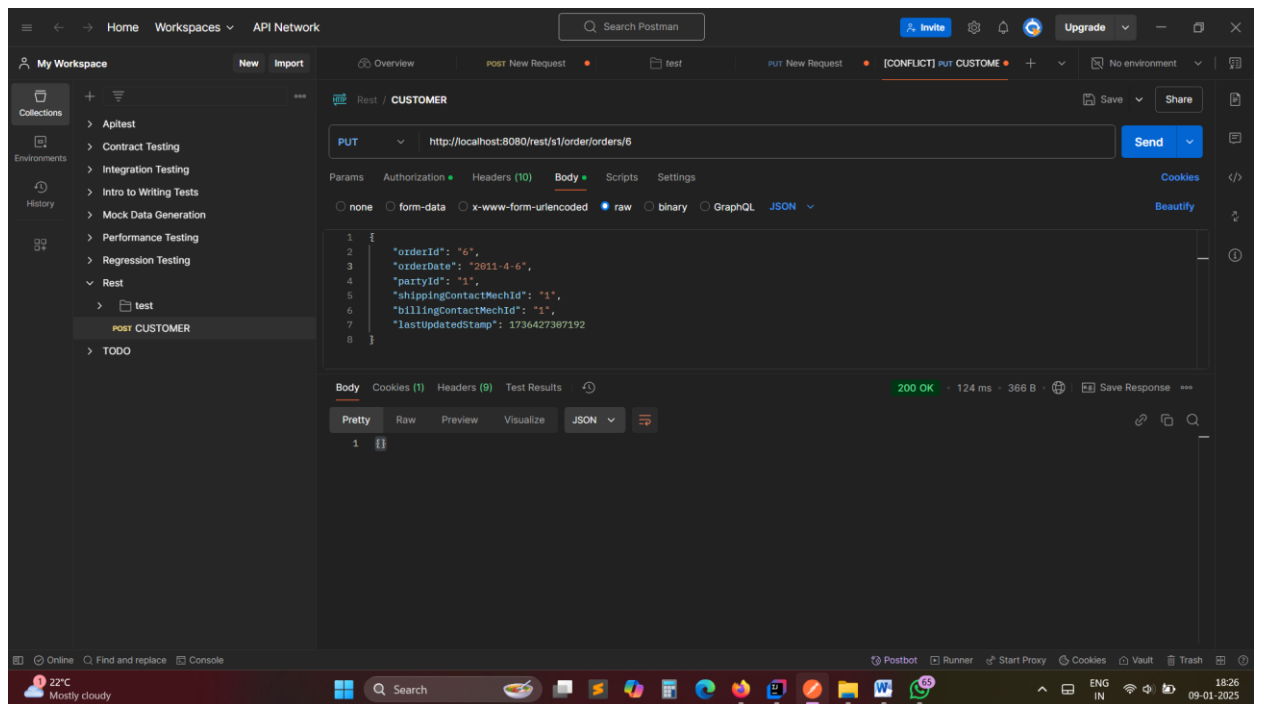 Home Workspaces API Network Search Postman Invite Upgrade
My Workspace New Import Overview POST New Request test PUT New Request [CONFLICT] PUT CUSTOME No environment
Collections
Environments
History
Apitest
Contract Testing
Integration Testing
Intro to Writing Tests
Mock Data Generation
Performance Testing
Regression Testing
Rest
test
POST CUSTOMER
TODO
HTTP Rest / CUSTOMER Save Share
PUT http://localhost:8080/rest/s1/order/orders/6 Send
Params Authorization Headers (10) Body Scripts Settings Cookies
none form-data x-www-form-urlencoded raw binary GraphQL JSON Beautify
1 {
2 "orderId": "6",
3 "orderDate": "2011-4-6",
4 "partyId": "1",
5 "shippingContactMechId": "1",
6 "billingContactMechId": "1",
7 "lastUpdatedStamp": 1736427307192
8 }
Body Cookies (1) Headers (9) Test Results 200 OK 124 ms 366 B Save Response
Pretty Raw Preview Visualize JSON
1 {}
Online Find and replace Console Postbot Runner Start Proxy Cookies Vault Trash
1 22°C
Mostly cloudy
Search
65
ENG
IN
18:26
09-01-2025